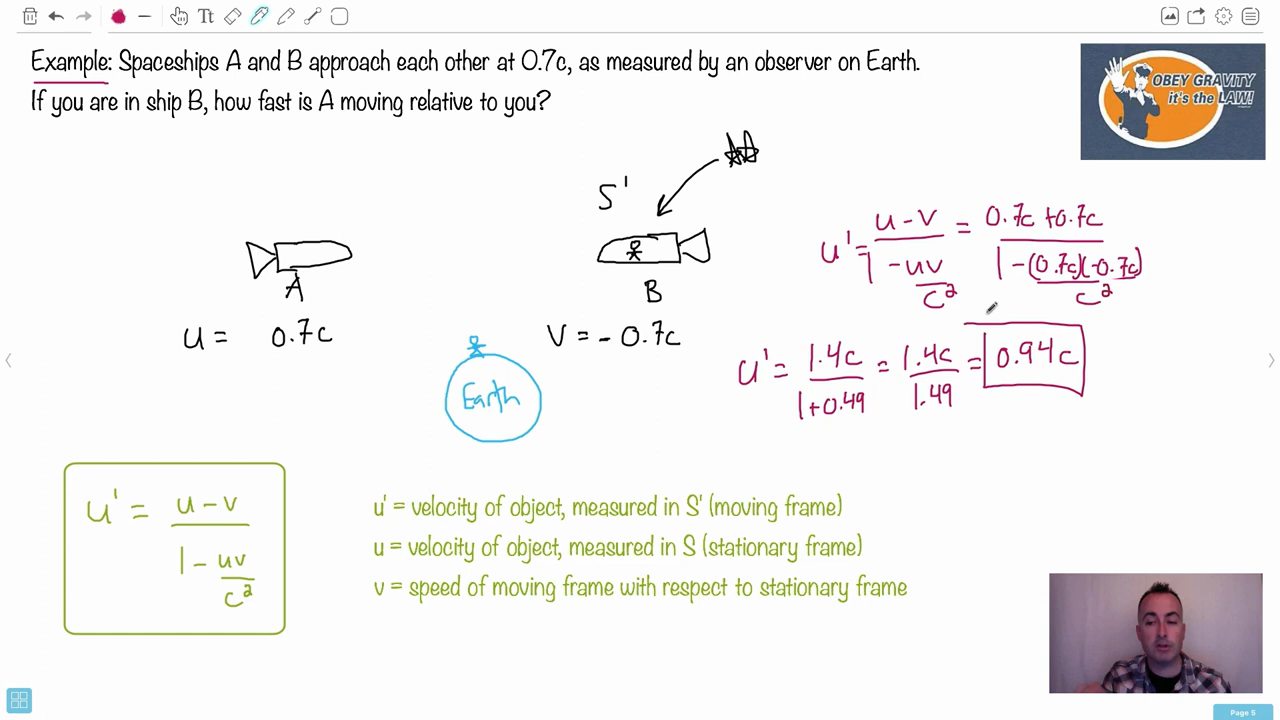 Tt
Example: Spaceships A and B approach each other at 0.7c, as measured by an observer on Earth.
If you are in ship B, how fast is A moving relative to you?
OBEY GRAVITY
it's the LAW!
S'
A
B
u = 0.7c
v = - 0.7c
Earth
u' = u - v / 1 - uv/c² = 0.7c + 0.7c / 1 - (0.7c)(-0.7c)/c²
u' = 1.4c / 1+0.49 = 1.4c / 1.49 = 0.94c
u' = u - v / 1 - uv/c²
u' = velocity of object, measured in S' (moving frame)
u = velocity of object, measured in S (stationary frame)
v = speed of moving frame with respect to stationary frame
Page 5